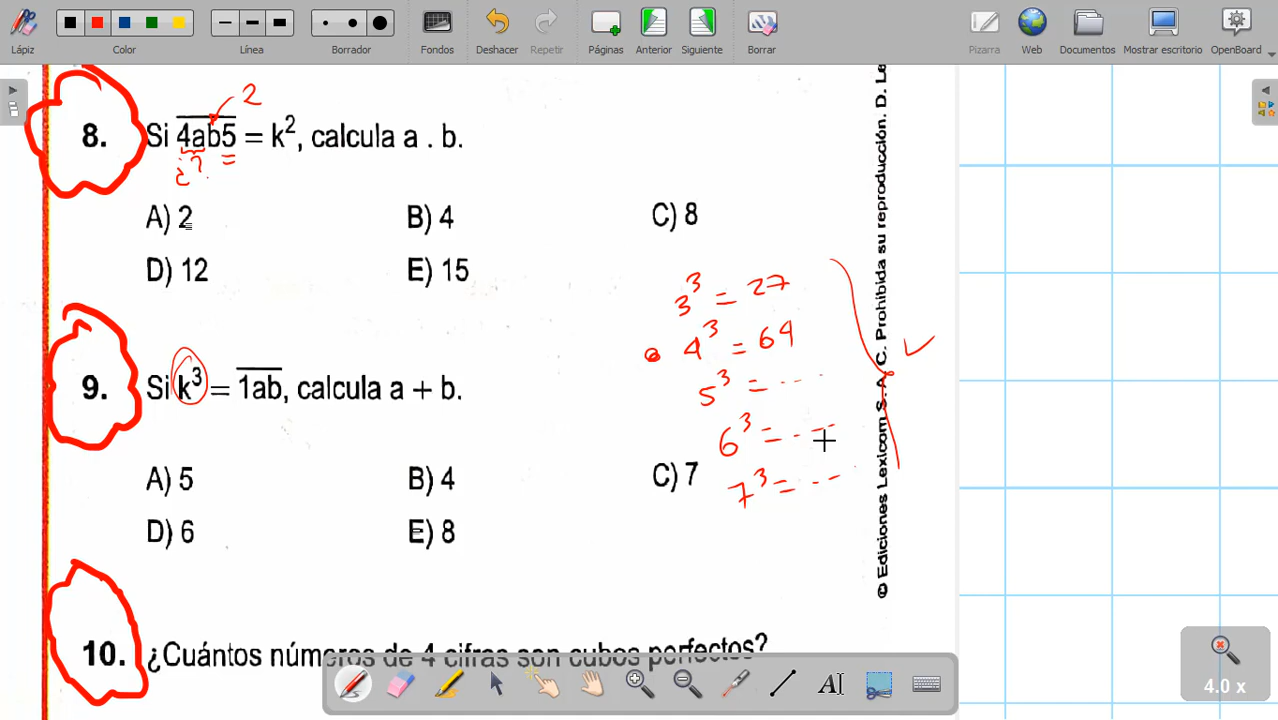 Lápiz
Color
Línea
Borrador
Fondos
Deshacer
Repetir
Páginas
Anterior
Siguiente
Borrar
Pizarra
Web
Documentos
Mostrar escritorio
OpenBoard
2
8. Si 4ab5 = k², calcula a . b.
¿?
=
A) 2
B) 4
C) 8
D) 12
E) 15
3³ = 27
4³ = 64
5³ = ...
6³ = ...
7³ = ...
9. Si k³ = 1ab, calcula a + b.
A) 5
B) 4
C) 7
D) 6
E) 8
10. ¿Cuántos números de 4 cifras son cubos perfectos?
© Ediciones Lexicom S. A. C. Prohibida su reproducción. D. Le
4.0 x